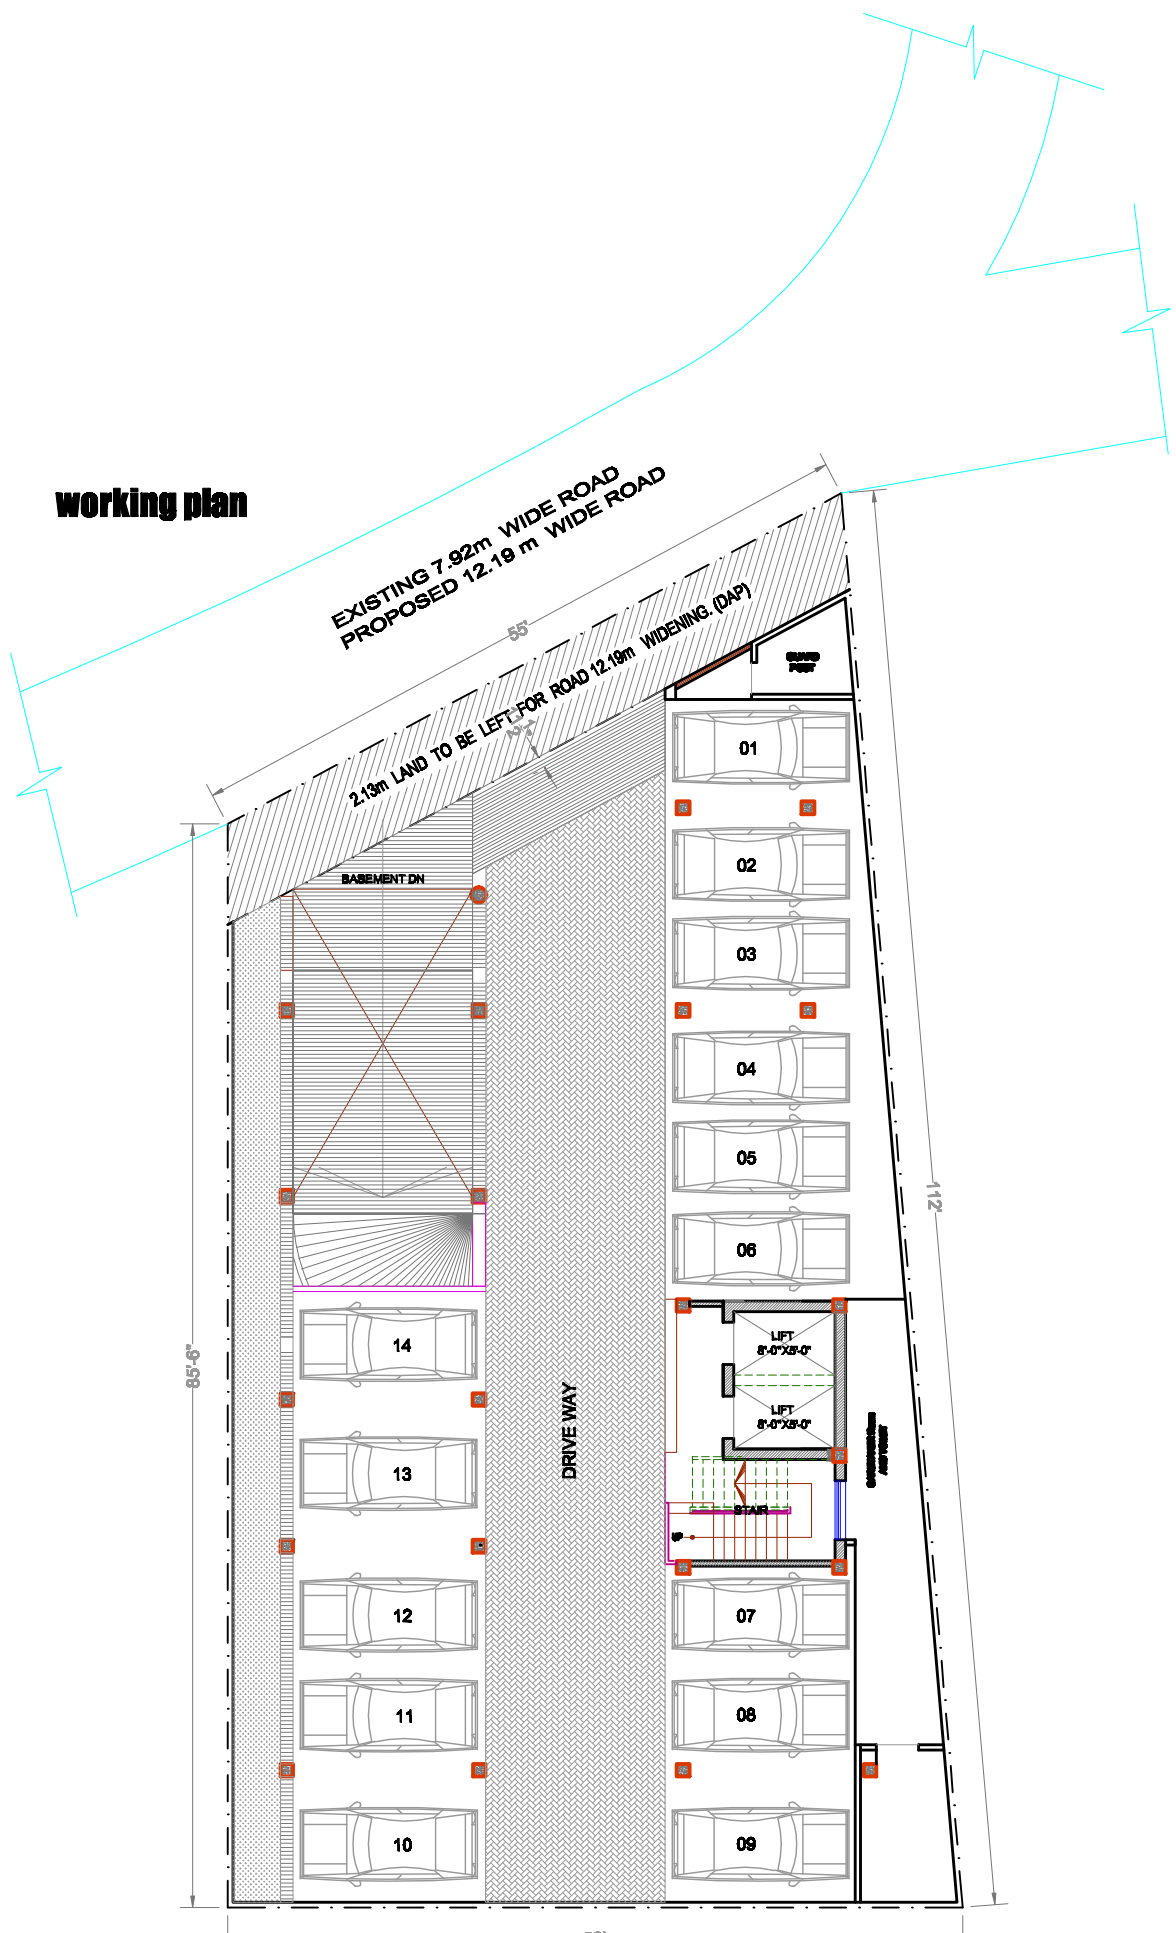 working plan
EXISTING 7.92m WIDE ROAD
PROPOSED 12.19 m WIDE ROAD
55'
2.13m LAND TO BE LEFT FOR ROAD 12.19m WIDENING. (DAP)
GUARD
POST
01
BASEMENT DN
02
03
04
05
112'
06
85'-6"
14
LIFT
8'-0"X5'-0"
DRIVE WAY
LIFT
8'-0"X5'-0"
13
STAIR
UP
12
07
11
08
10
09